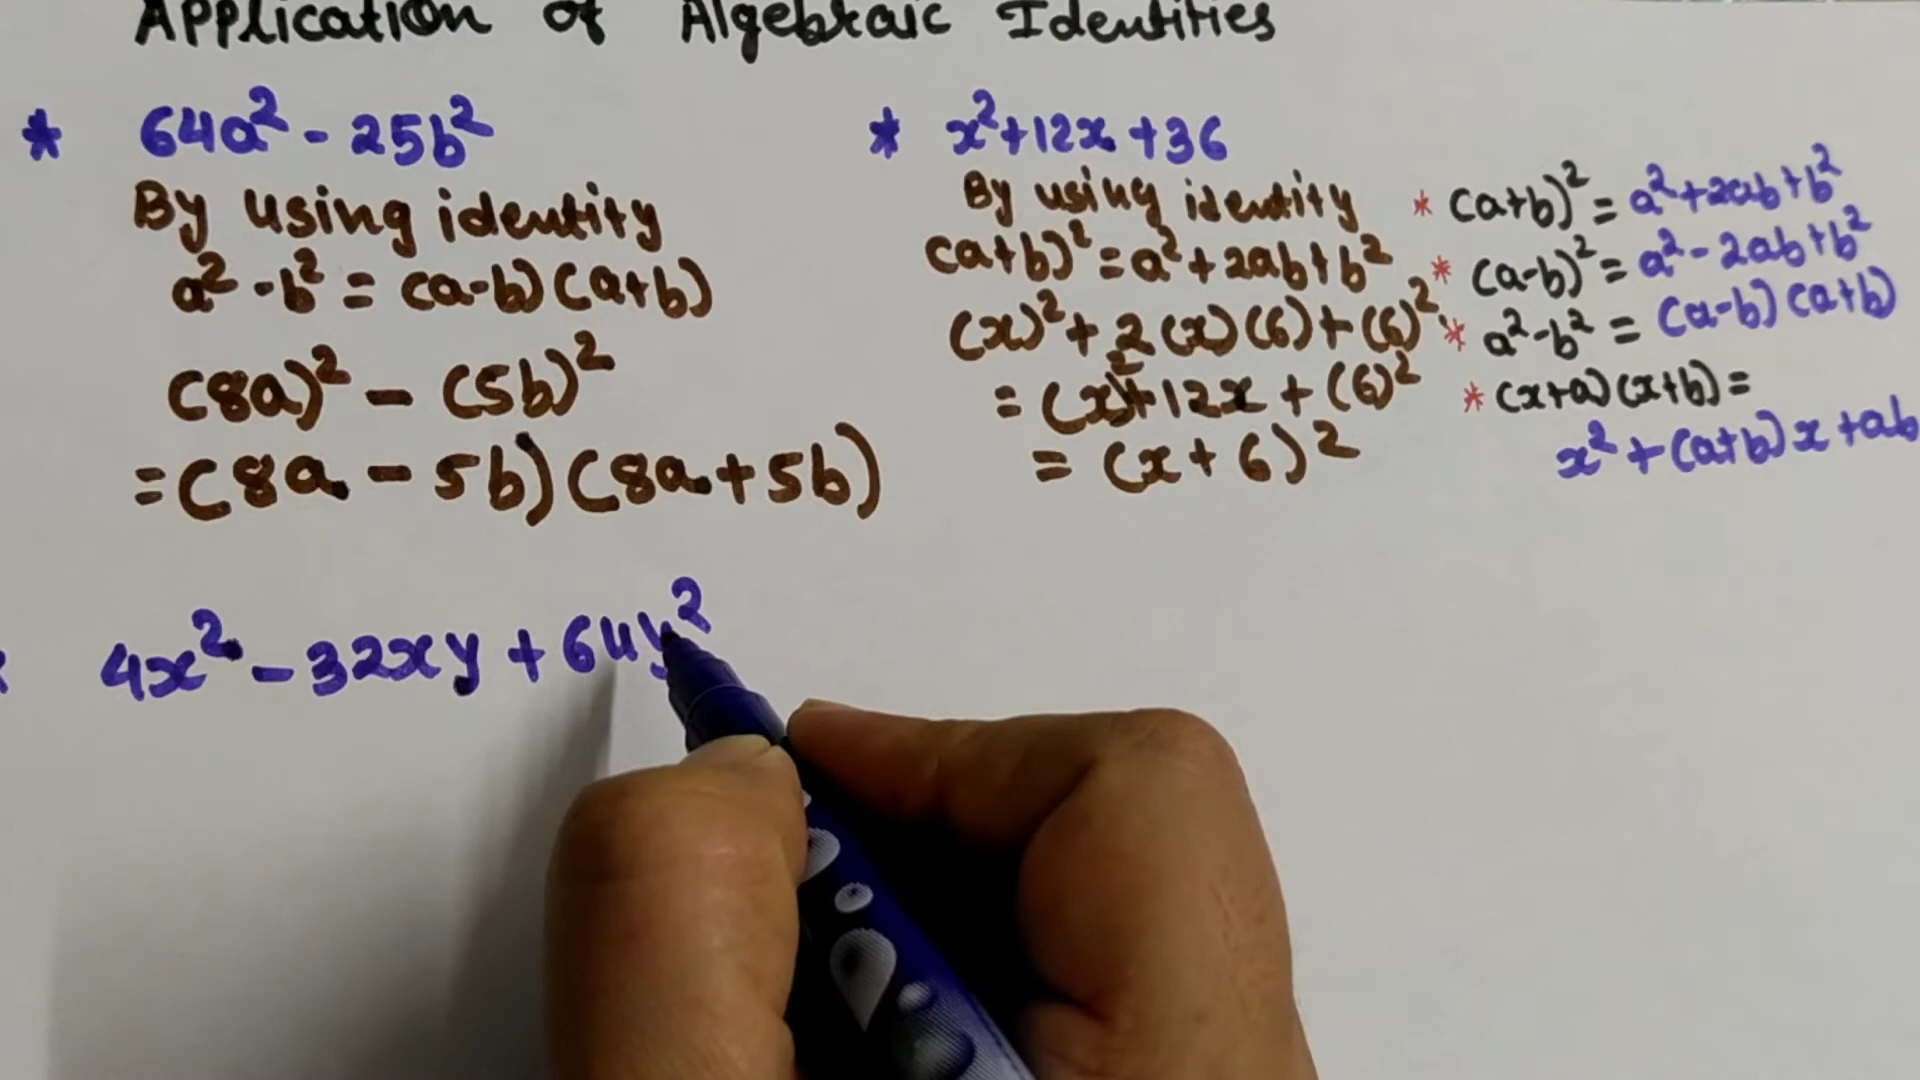 Application of Algebraic Identities
* 64a² - 25b²
By using identity
a² - b² = (a-b)(a+b)
(8a)² - (5b)²
= (8a - 5b)(8a + 5b)
* x² + 12x + 36
By using identity
(a+b)² = a² + 2ab + b²
(x)² + 2(x)(6) + (6)²
= (x)² + 12x + (6)²
= (x + 6)²
* (a+b)² = a² + 2ab + b²
* (a-b)² = a² - 2ab + b²
* a² - b² = (a-b)(a+b)
* (x+a)(x+b) =
x² + (a+b)x + ab
4x² - 32xy + 64y²